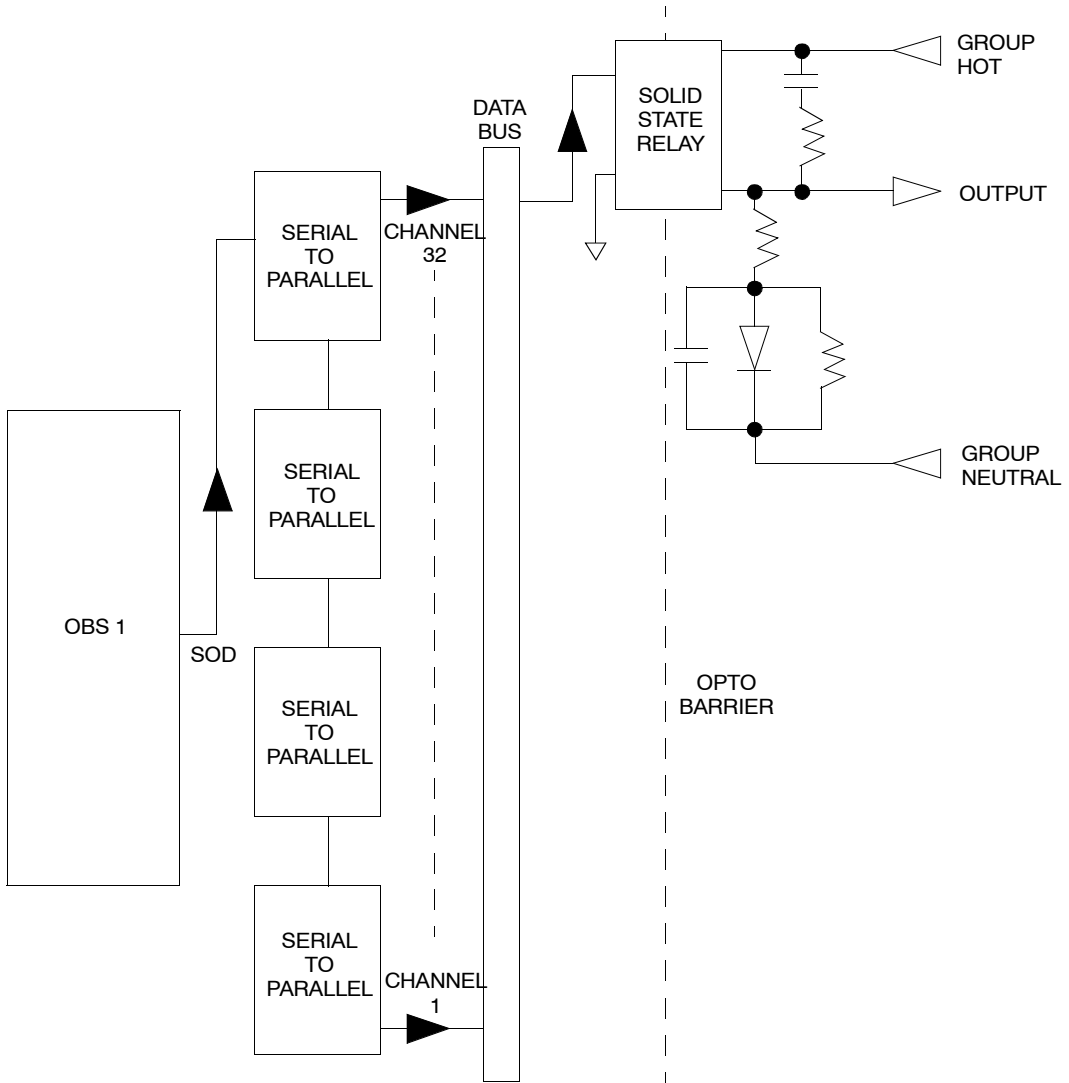 GROUP
HOT
SOLID
STATE
RELAY
DATA
BUS
OUTPUT
SERIAL
TO
PARALLEL
CHANNEL
32
GROUP
NEUTRAL
SERIAL
TO
PARALLEL
OBS 1
SOD
SERIAL
TO
PARALLEL
OPTO
BARRIER
SERIAL
TO
PARALLEL
CHANNEL
1